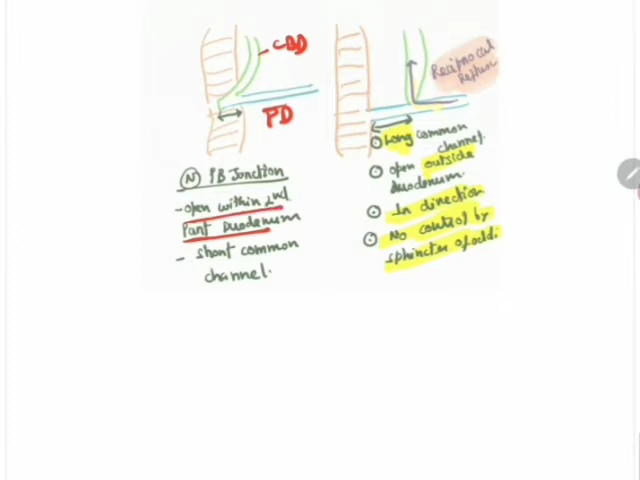 CBD
PD
(N) PB Junction
- open within 2nd
Part Duodenum
- short common
channel.
Reciprocal
Reflux
Long common
channel.
open outside
duodenum.
In direction
No control by
sphincter of oddi.